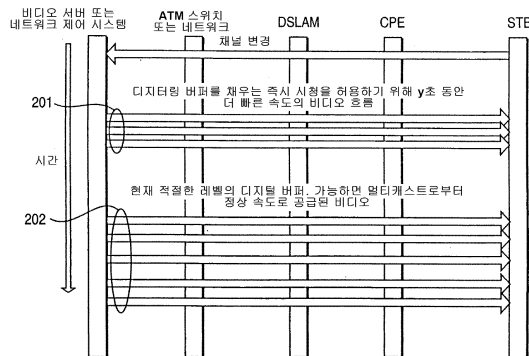 비디오 서버 또는
네트워크 제어 시스템
ATM 스위치
또는 네트워크
DSLAM
CPE
STB
채널 변경
디지터링 버퍼를 채우는 즉시 시청을 허용하기 위해 y초 동안
더 빠른 속도의 비디오 흐름
201
시간
현재 적절한 레벨의 디지털 버퍼. 가능하면 멀티캐스트로부터
정상 속도로 공급된 비디오
202